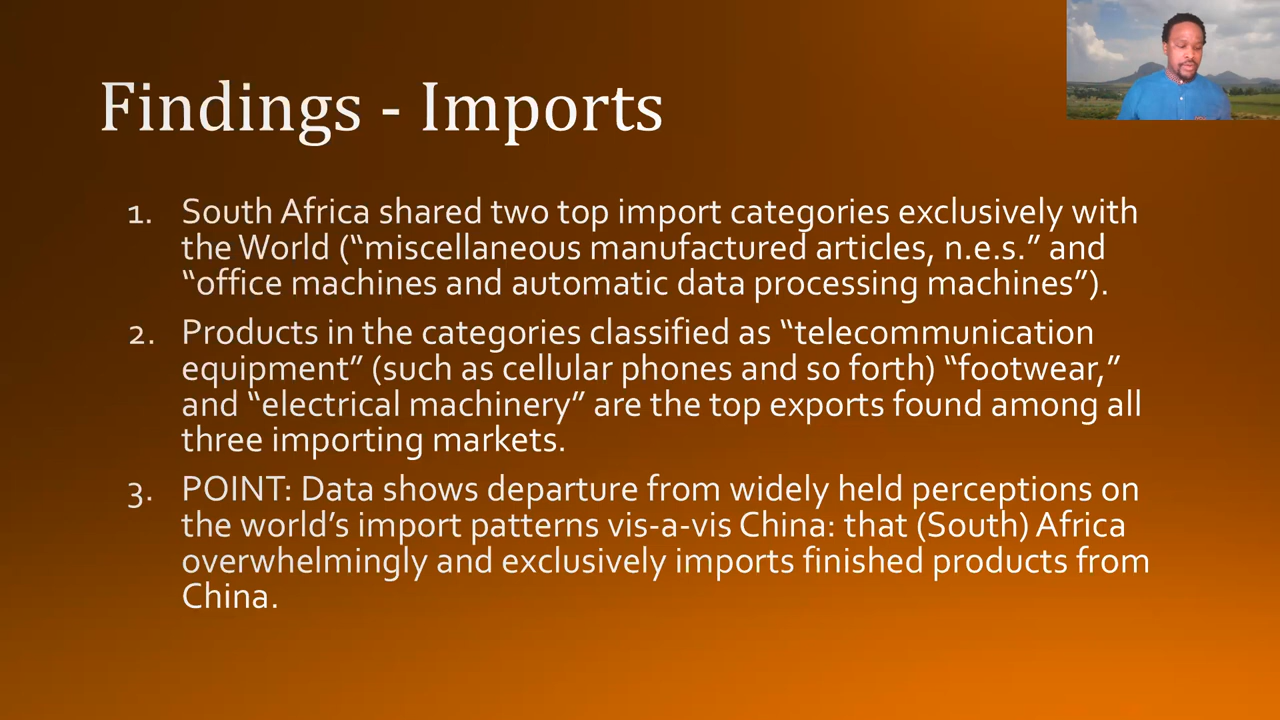 Findings - Imports
1. South Africa shared two top import categories exclusively with
the World (“miscellaneous manufactured articles, n.e.s.” and
“office machines and automatic data processing machines”).
2. Products in the categories classified as “telecommunication
equipment” (such as cellular phones and so forth) “footwear,”
and “electrical machinery” are the top exports found among all
three importing markets.
3. POINT: Data shows departure from widely held perceptions on
the world’s import patterns vis-a-vis China: that (South) Africa
overwhelmingly and exclusively imports finished products from
China.